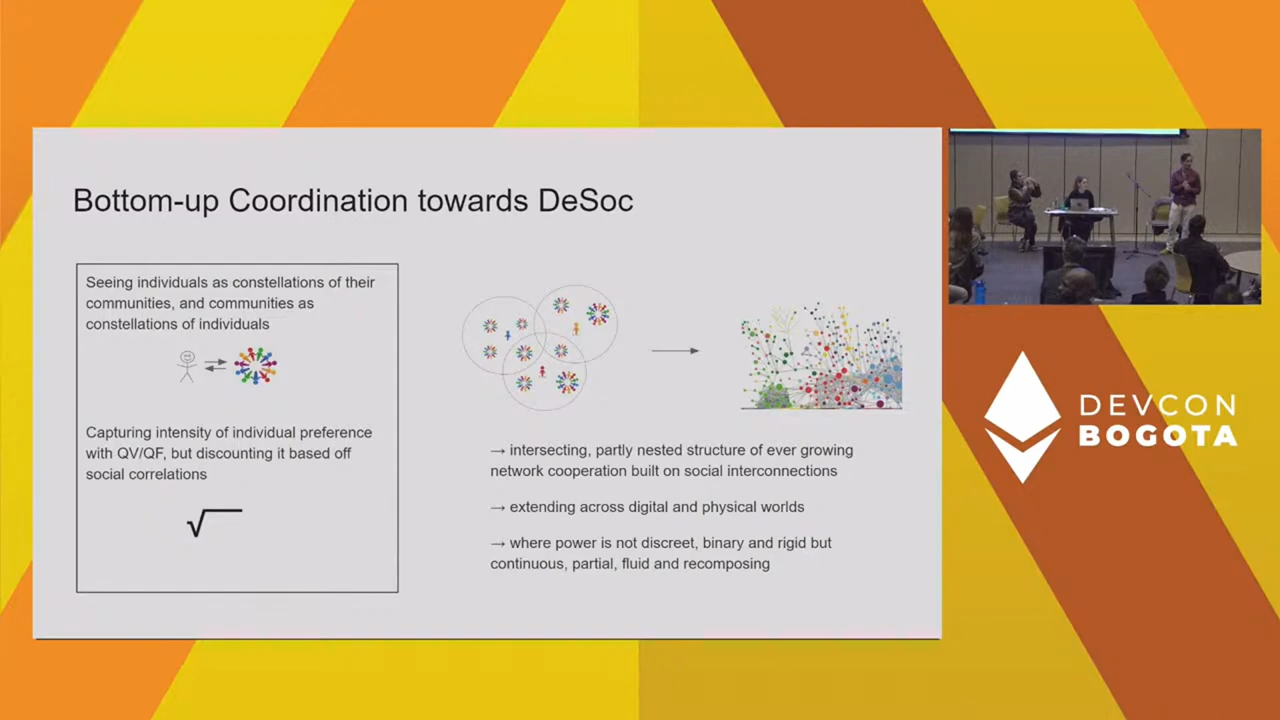 Bottom-up Coordination towards DeSoc
Seeing individuals as constellations of their
communities, and communities as
constellations of individuals
Capturing intensity of individual preference
with QV/QF, but discounting it based off
social correlations
√
→ intersecting, partly nested structure of ever growing
network cooperation built on social interconnections
→ extending across digital and physical worlds
→ where power is not discreet, binary and rigid but
continuous, partial, fluid and recomposing
DEVCON
BOGOTA